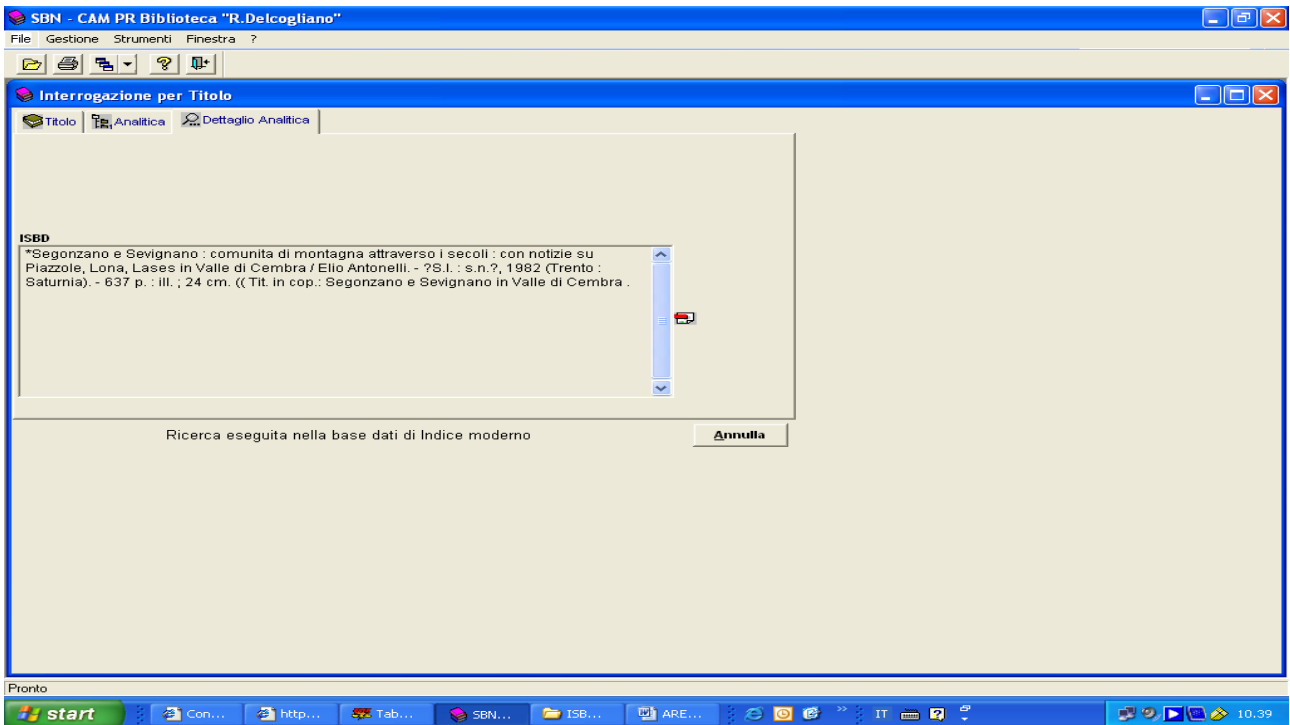 SBN - CAM PR Biblioteca "R.Delcogliano"
File Gestione Strumenti Finestra ?
Interrogazione per Titolo
Titolo Analitica Dettaglio Analitica
ISBD
*Segonzano e Sevignano : comunita di montagna attraverso i secoli : con notizie su
Piazzole, Lona, Lases in Valle di Cembra / Elio Antonelli. - ?S.l. : s.n.?, 1982 (Trento :
Saturnia). - 637 p. : ill. ; 24 cm. (( Tit. in cop.: Segonzano e Sevignano in Valle di Cembra .
Ricerca eseguita nella base dati di Indice moderno Annulla
Pronto
start Con... http... Tab... SBN... ISB... ARE... » IT 10.39